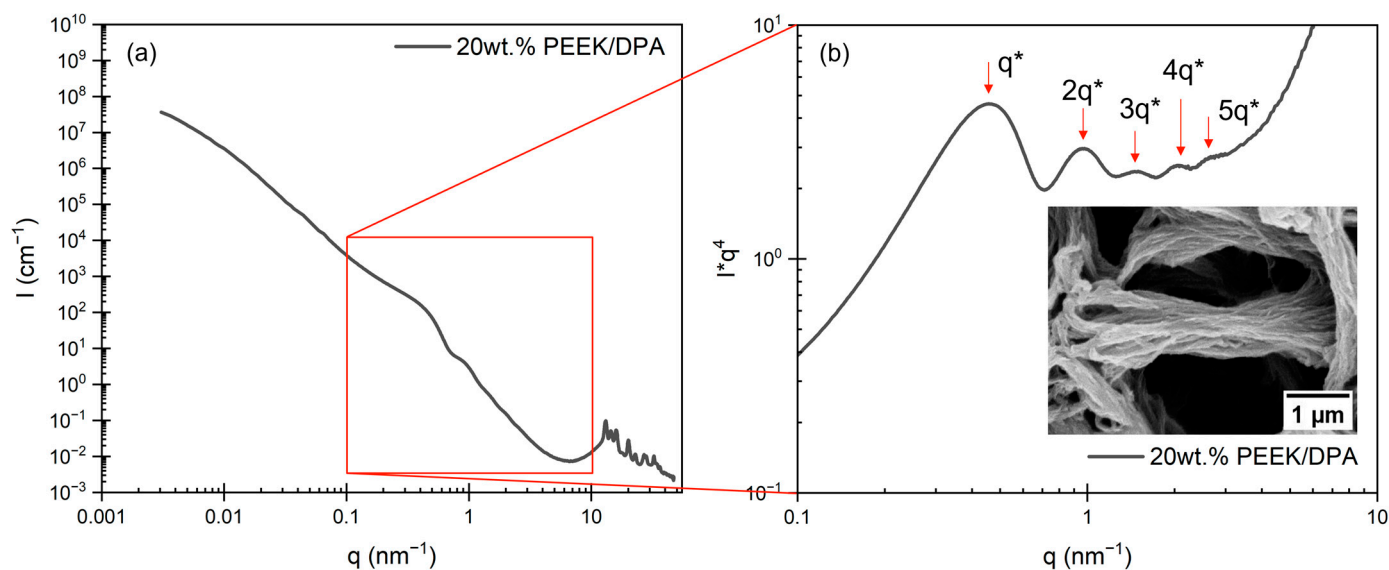 (a)
20wt.% PEEK/DPA
10¹⁰
10⁹
10⁸
10⁷
10⁶
10⁵
10⁴
10³
10²
10¹
10⁰
10⁻¹
10⁻²
10⁻³
I (cm⁻¹)
0.001
0.01
0.1
1
10
q (nm⁻¹)
(b)
q*
2q*
3q*
4q*
5q*
10¹
10⁰
10⁻¹
I*q⁴
1 µm
20wt.% PEEK/DPA
0.1
1
10
q (nm⁻¹)